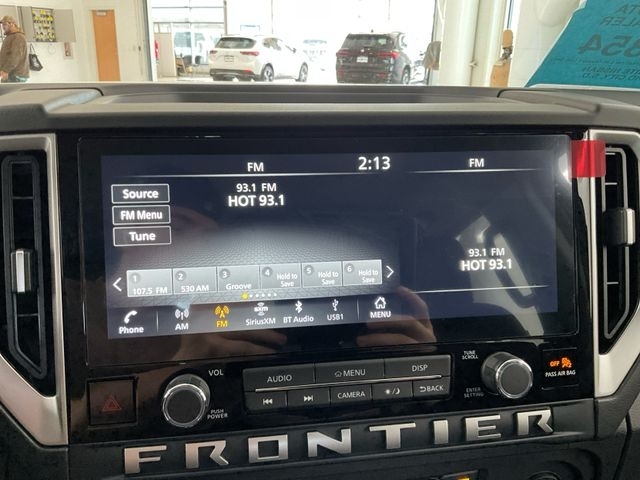 FM
2:13
FM
Source
93.1 FM
HOT 93.1
FM Menu
Tune
93.1 FM
HOT 93.1
1 107.5 FM
2 530 AM
3 Groove
4 Hold to Save
5 Hold to Save
6 Hold to Save
Phone
AM
FM
sxm
SiriusXM
BT Audio
USB1
MENU
VOL
PUSH POWER
AUDIO
MENU
DISP
CAMERA
BACK
TUNE SCROLL
ENTER SETTING
OFF
PASS AIR BAG
FRONTIER